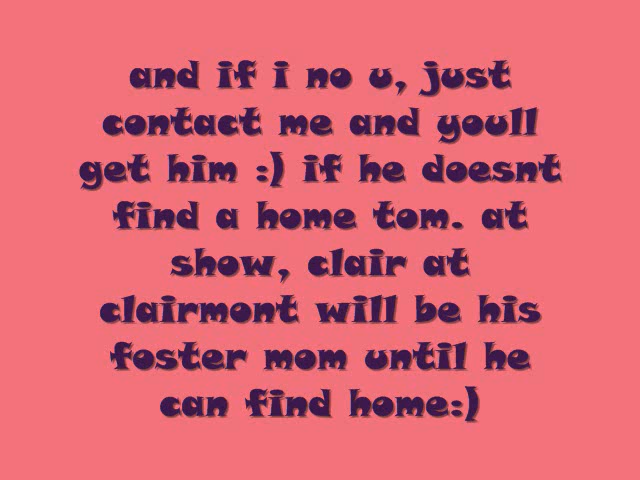 and if i no u, just
contact me and youll
get him :) if he doesnt
find a home tom. at
show, clair at
clairmont will be his
foster mom until he
can find home:)